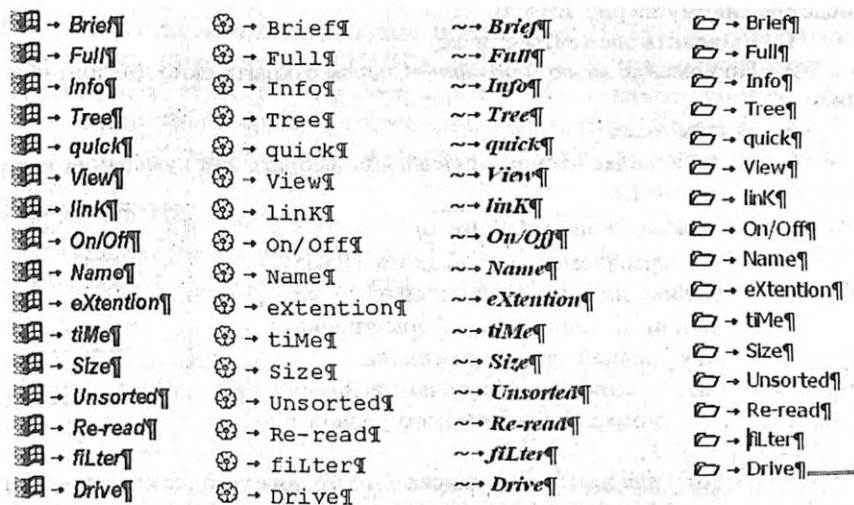 Brief¶ Brief¶ Brief¶ Brief¶
Full¶ Full¶ Full¶ Full¶
Info¶ Info¶ Info¶ Info¶
Tree¶ Tree¶ Tree¶ Tree¶
quick¶ quick¶ quick¶ quick¶
View¶ View¶ View¶ View¶
linK¶ linK¶ linK¶ linK¶
On/Off¶ On/Off¶ On/Off¶ On/Off¶
Name¶ Name¶ Name¶ Name¶
eXtention¶ eXtention¶ eXtention¶ eXtention¶
tiMe¶ tiMe¶ tiMe¶ tiMe¶
Size¶ Size¶ Size¶ Size¶
Unsorted¶ Unsorted¶ Unsorted¶ Unsorted¶
Re-read¶ Re-read¶ Re-read¶ Re-read¶
fiLter¶ fiLter¶ fiLter¶ fiLter¶
Drive¶ Drive¶ Drive¶ Drive¶